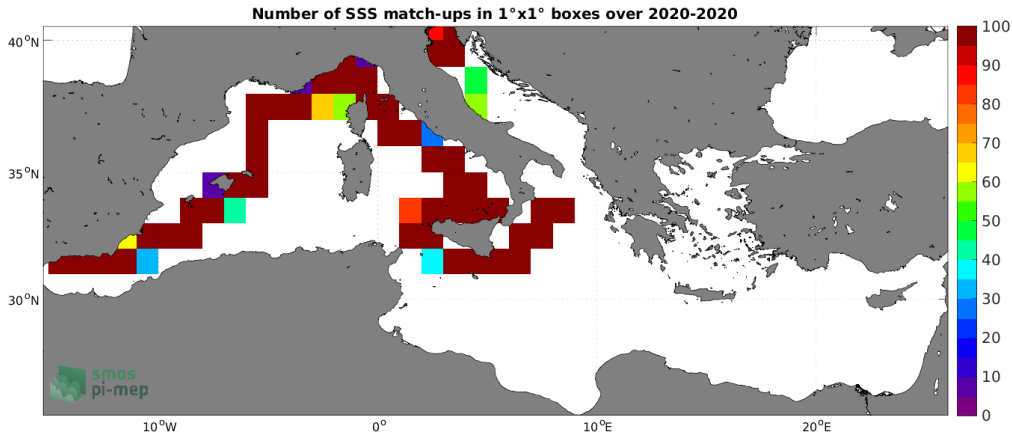 Number of SSS match-ups in 1°x1° boxes over 2020-2020
40°N
35°N
30°N
10°W
0°
10°E
20°E
100
90
80
70
60
50
40
30
20
10
0
smos
pi-mep